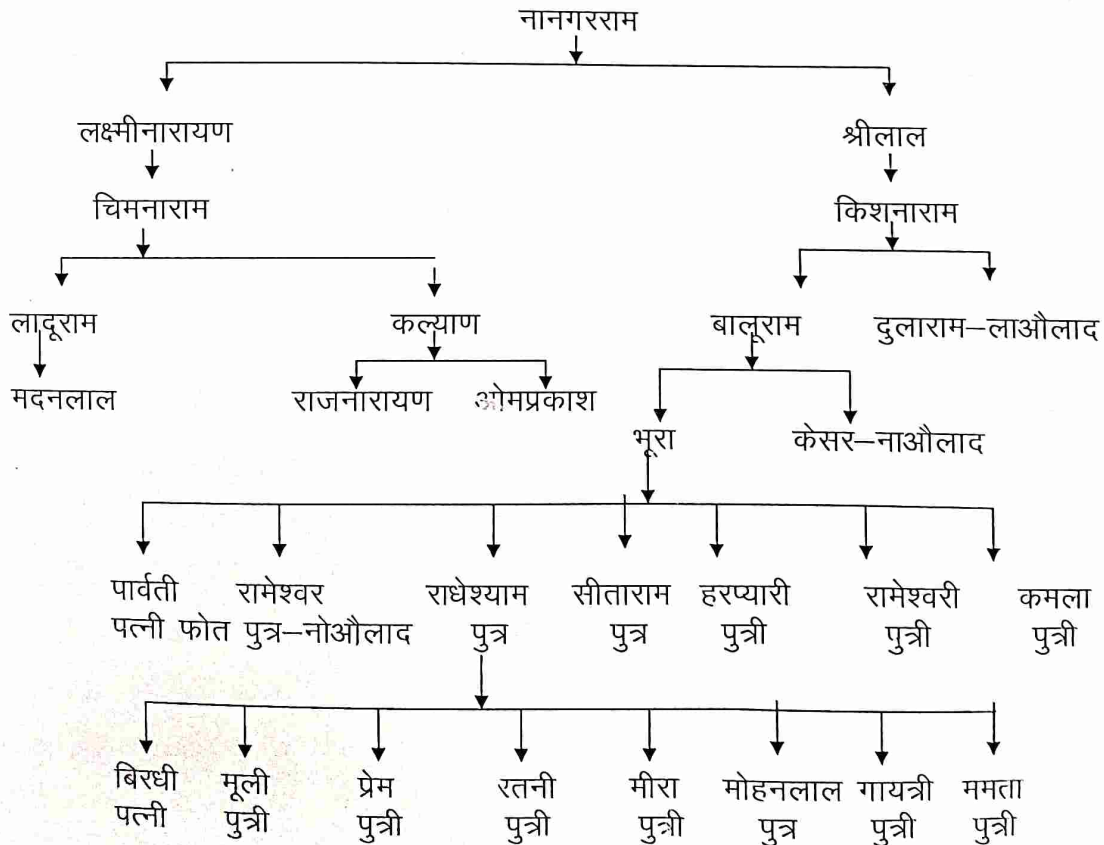 नानगरराम
लक्ष्मीनारायण श्रीलाल
चिमनाराम किशनाराम
लादूराम कल्याण बालूराम दुलाराम–लाऔलाद
मदनलाल राजनारायण ओमप्रकाश
भूरा केसर–नाऔलाद
पार्वती रामेश्वर राधेश्याम सीताराम हरप्यारी रामेश्वरी कमला
पत्नी फोत पुत्र–नोऔलाद पुत्र पुत्र पुत्री पुत्री पुत्री
बिरधी मूली प्रेम रतनी मीरा मोहनलाल गायत्री ममता
पत्नी पुत्री पुत्री पुत्री पुत्री पुत्र पुत्री पुत्री